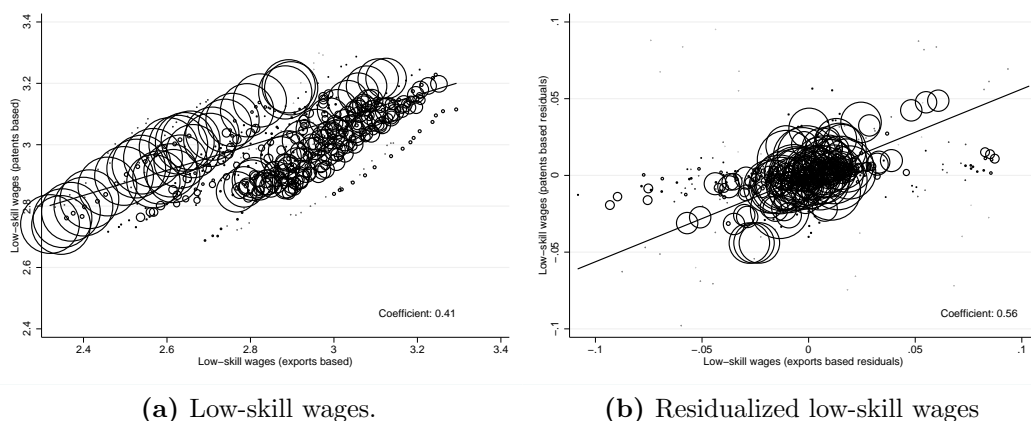 3.4
3.2
3
2.8
2.6
2.4
Low-skill wages (patents based)
Coefficient: 0.41
2.4 2.6 2.8 3 3.2 3.4
Low-skill wages (exports based)
(a) Low-skill wages.
.1
.05
0
-.05
-.1
Low-skill wages (patents based residuals)
Coefficient: 0.56
-.1 -.05 0 .05 .1
Low-skill wages (exports based residuals)
(b) Residualized low-skill wages